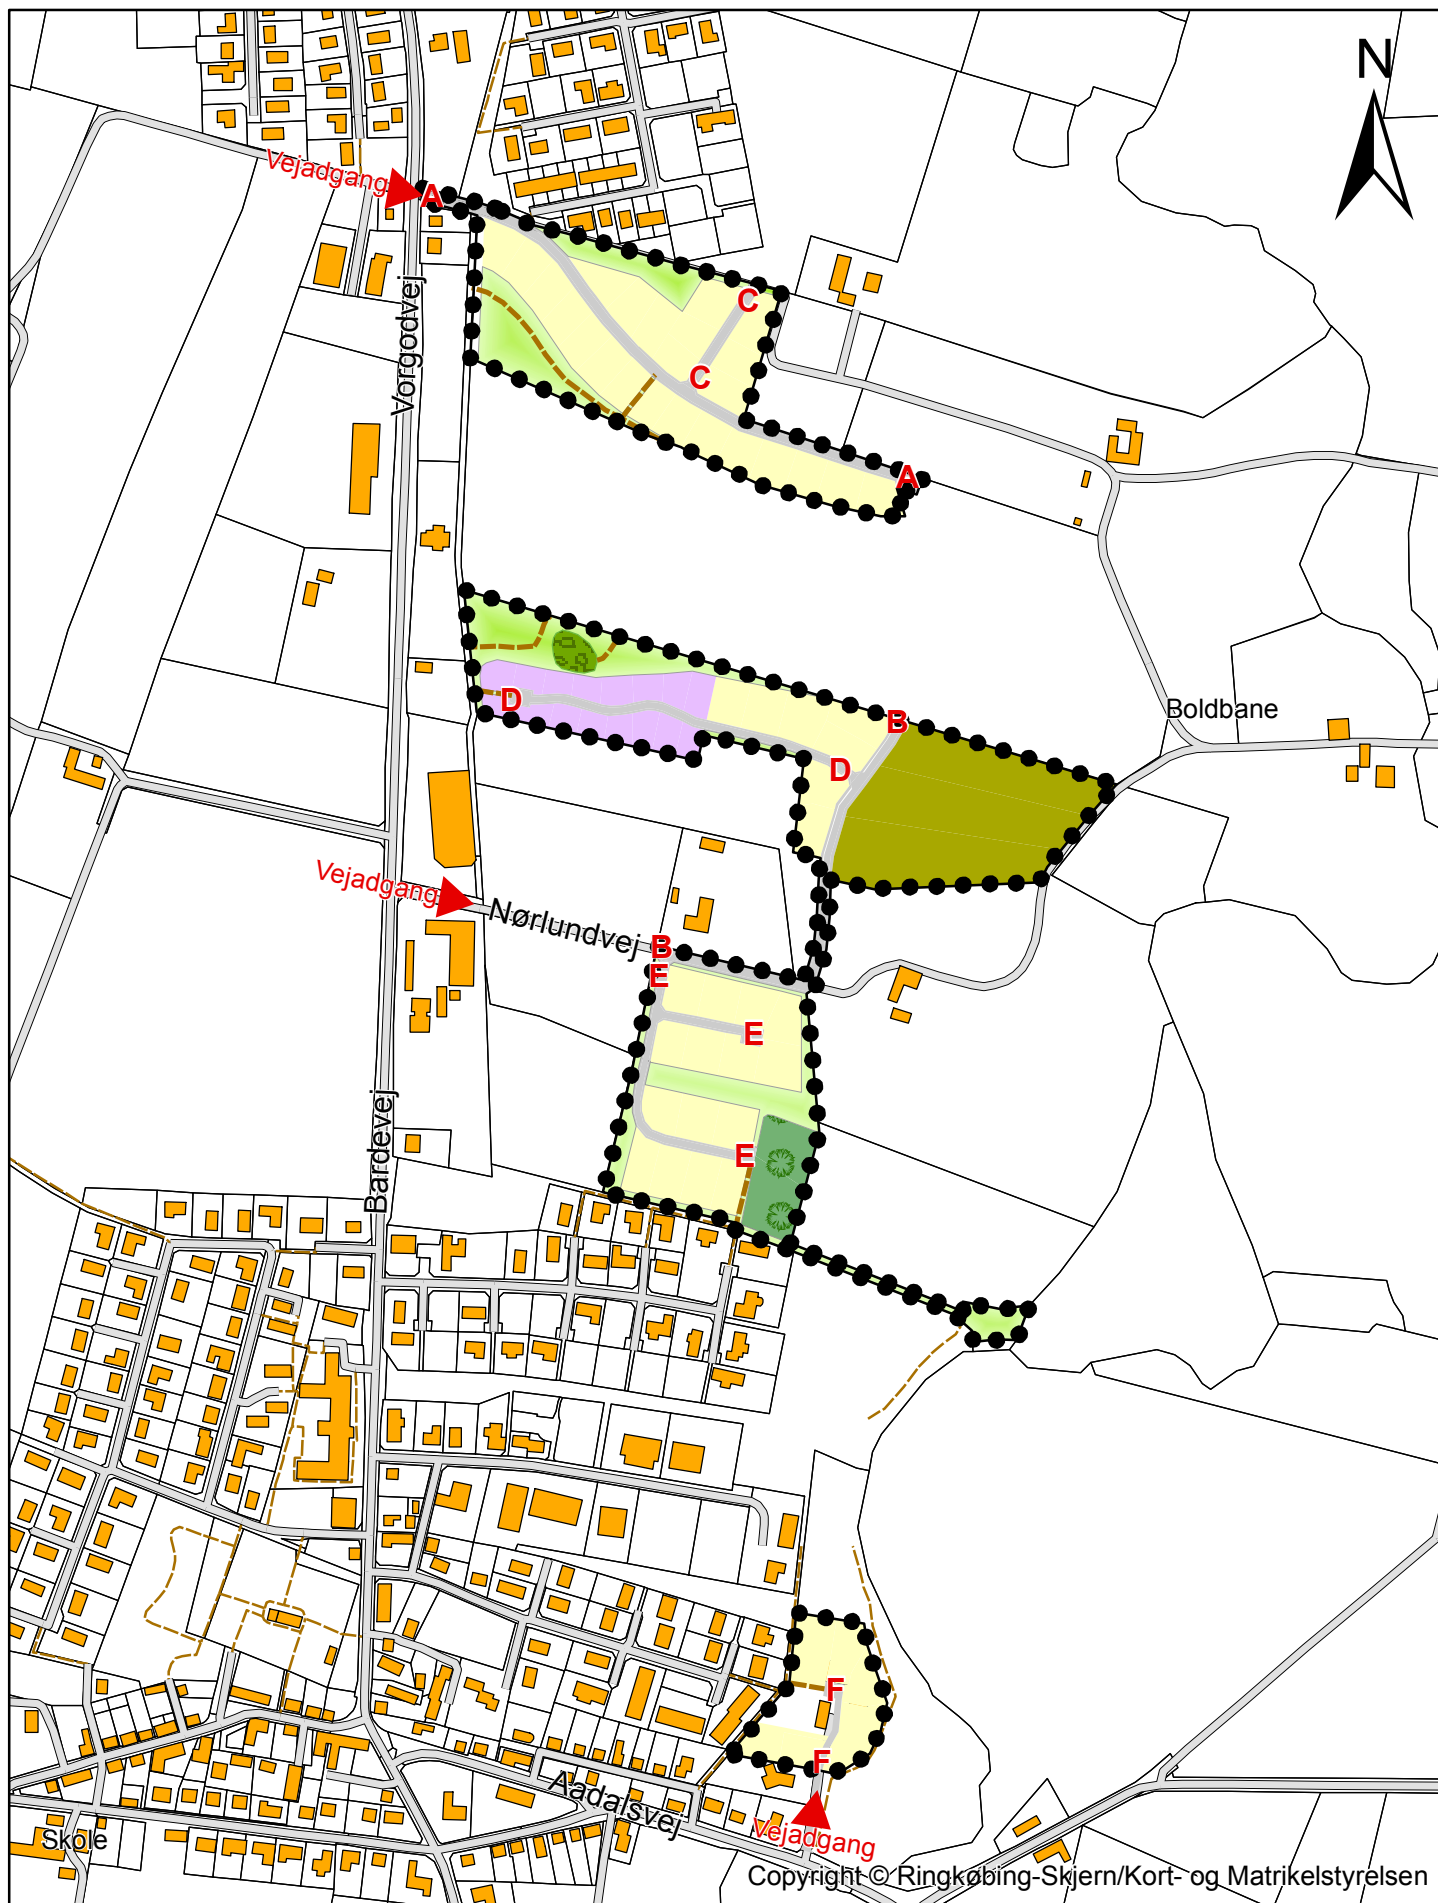 N
Vejadgang
A
Vorgodvej
C
C
A
Boldbane
B
D
D
Vejadgang
Nørlundvej
B
E
E
Bardevej
E
F
F
Aadalsvej
Vejadgang
Skole
Copyright © Ringkøbing-Skjern/Kort- og Matrikelstyrelsen